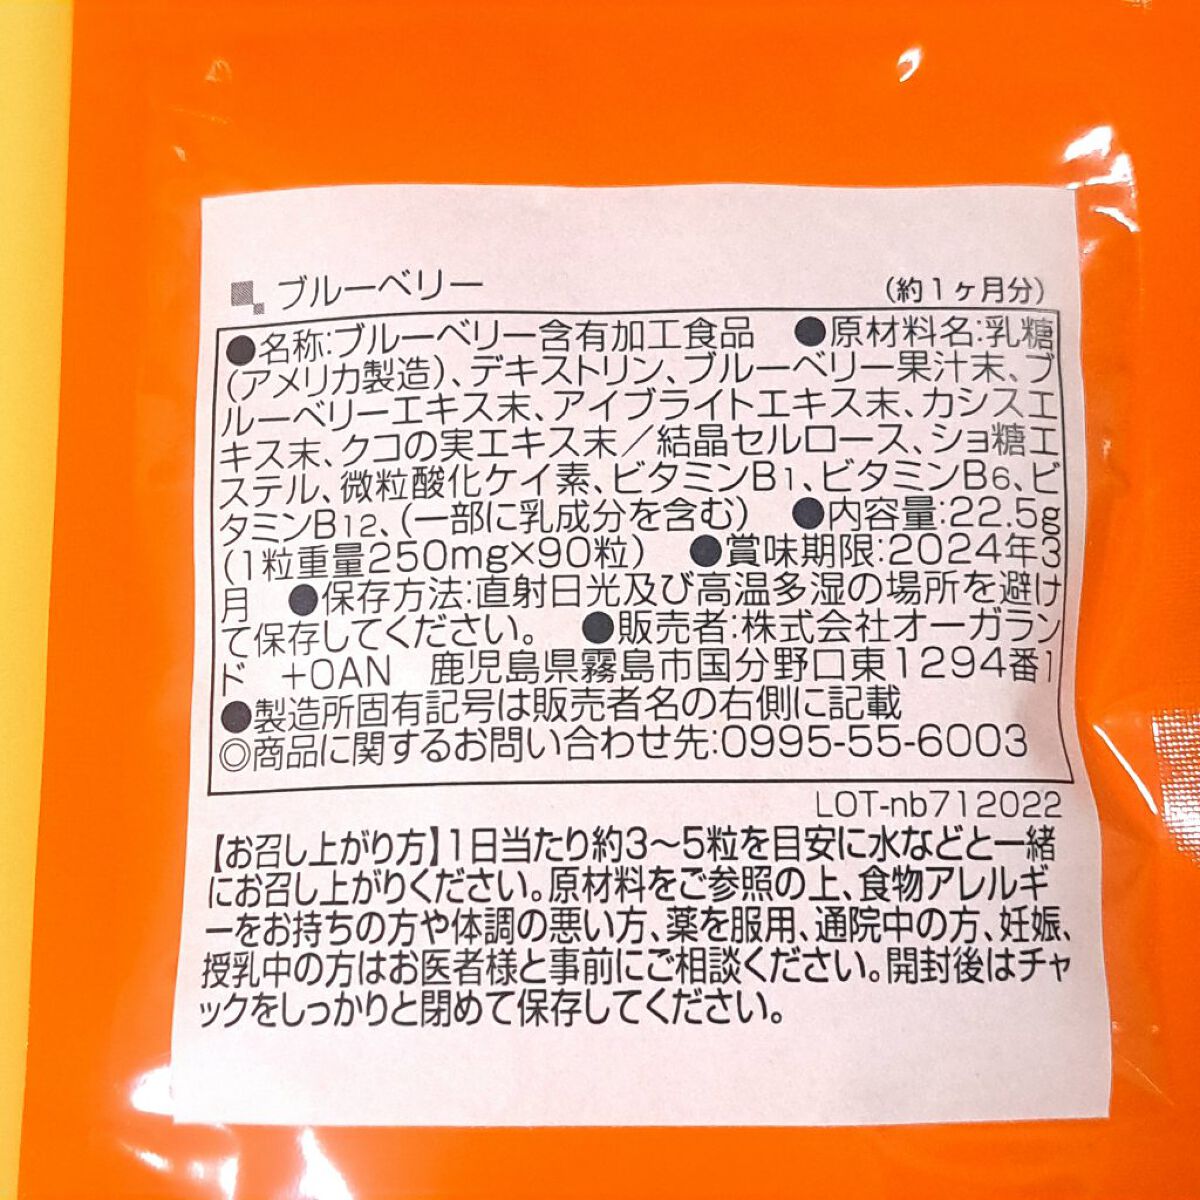 ブルーベリー (約1ヶ月分)
●名称:ブルーベリー含有加工食品 ●原材料名:乳糖
(アメリカ製造)、デキストリン、ブルーベリー果汁末、ブ
ルーベリーエキス末、アイブライトエキス末、カシスエ
キス末、クコの実エキス末/結晶セルロース、ショ糖エ
ステル、微粒酸化ケイ素、ビタミンB1、ビタミンB6、ビ
タミンB12、(一部に乳成分を含む) ●内容量:22.5g
(1粒重量250mg×90粒) ●賞味期限:2024年3
月 ●保存方法:直射日光及び高温多湿の場所を避け
て保存してください。 ●販売者:株式会社オーガラン
ド +OAN 鹿児島県霧島市国分野口東1294番1
●製造所固有記号は販売者名の右側に記載
◎商品に関するお問い合わせ先:0995-55-6003
LOT-nb712022
【お召し上がり方】1日当たり約3~5粒を目安に水などと一緒
にお召し上がりください。原材料をご参照の上、食物アレルギ
ーをお持ちの方や体調の悪い方、薬を服用、通院中の方、妊娠、
授乳中の方はお医者様と事前にご相談ください。開封後はチャ
ックをしっかりと閉めて保存してください。